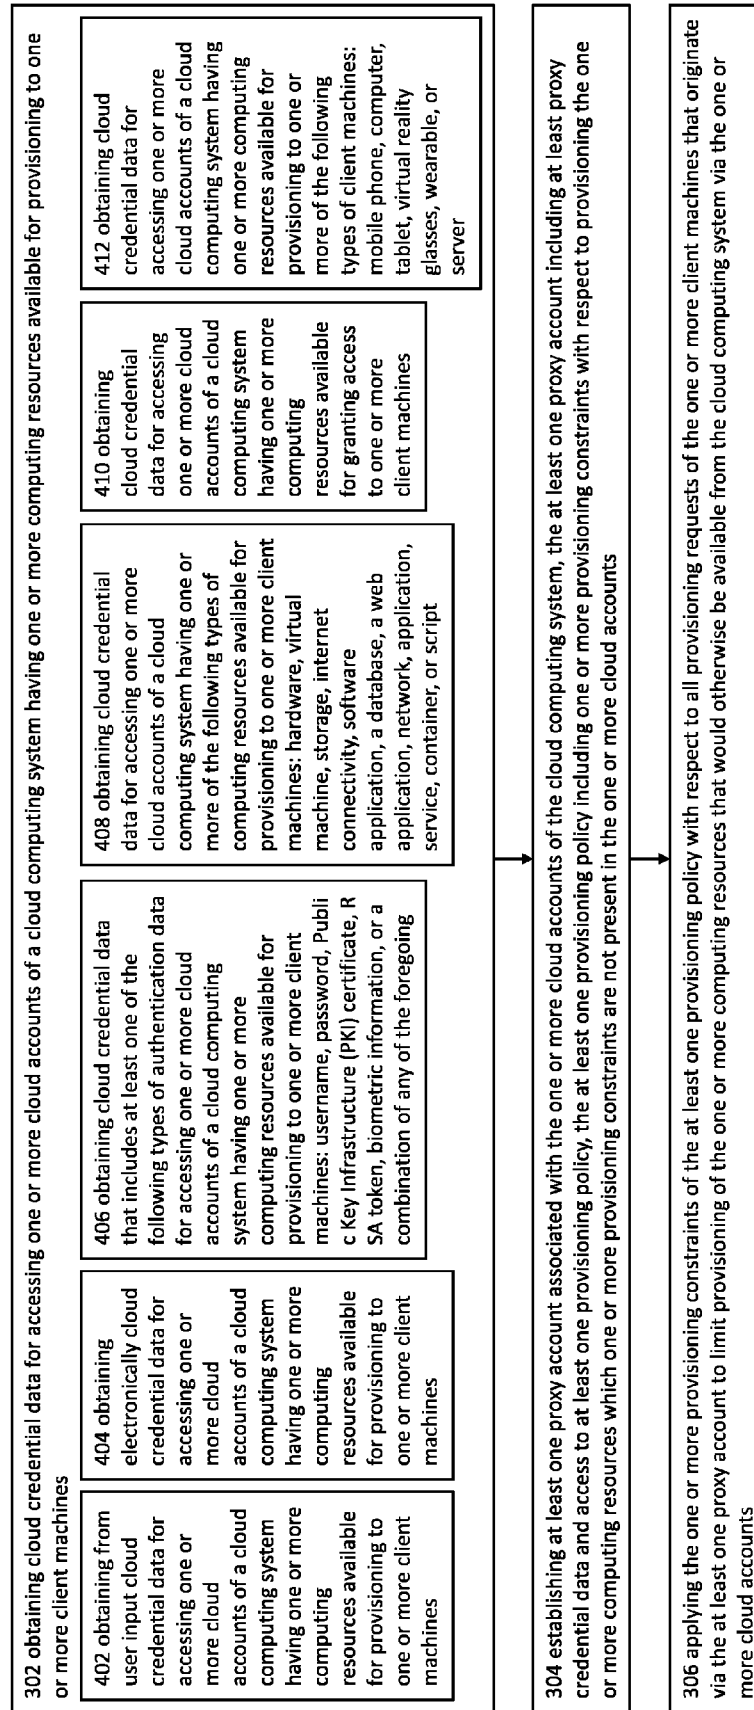 302 obtaining cloud credential data for accessing one or more cloud accounts of a cloud computing system having one or more computing resources available for provisioning to one
or more client machines
402 obtaining from
user input cloud
credential data for
accessing one or
more cloud
accounts of a cloud
computing system
having one or more
computing
resources available
for provisioning to
one or more client
machines
404 obtaining
electronically cloud
credential data for
accessing one or
more cloud
accounts of a cloud
computing system
having one or more
computing
resources available
for provisioning to
one or more client
machines
406 obtaining cloud credential data
that includes at least one of the
following types of authentication data
for accessing one or more cloud
accounts of a cloud computing
system having one or more
computing resources available for
provisioning to one or more client
machines: username, password, Publi
c Key Infrastructure (PKI) certificate, R
SA token, biometric information, or a
combination of any of the foregoing
408 obtaining cloud credential
data for accessing one or more
cloud accounts of a cloud
computing system having one or
more of the following types of
computing resources available for
provisioning to one or more client
machines: hardware, virtual
machine, storage, internet
connectivity, software
application, a database, a web
application, network, application,
service, container, or script
410 obtaining
cloud credential
data for accessing
one or more cloud
accounts of a cloud
computing system
having one or more
computing
resources available
for granting access
to one or more
client machines
412 obtaining cloud
credential data for
accessing one or more
cloud accounts of a cloud
computing system having
one or more computing
resources available for
provisioning to one or
more of the following
types of client machines:
mobile phone, computer,
tablet, virtual reality
glasses, wearable, or
server
304 establishing at least one proxy account associated with the one or more cloud accounts of the cloud computing system, the at least one proxy account including at least proxy
credential data and access to at least one provisioning policy, the at least one provisioning policy including one or more provisioning constraints with respect to provisioning the one
or more computing resources which one or more provisioning constraints are not present in the one or more cloud accounts
306 applying the one or more provisioning constraints of the at least one provisioning policy with respect to all provisioning requests of the one or more client machines that originate
via the at least one proxy account to limit provisioning of the one or more computing resources that would otherwise be available from the cloud computing system via the one or
more cloud accounts